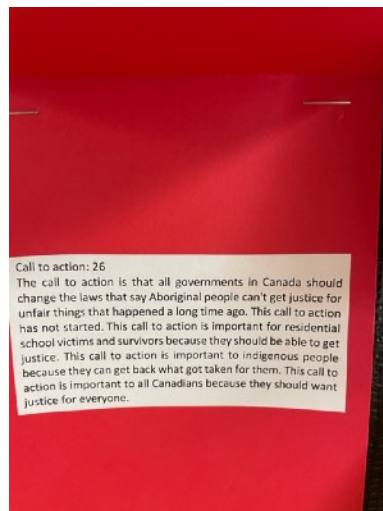 Call to action: 26
The call to action is that all governments in Canada should
change the laws that say Aboriginal people can't get justice for
unfair things that happened a long time ago. This call to action
has not started. This call to action is important for residential
school victims and survivors because they should be able to get
justice. This call to action is important to indigenous people
because they can get back what got taken for them. This call to
action is important to all Canadians because they should want
justice for everyone.